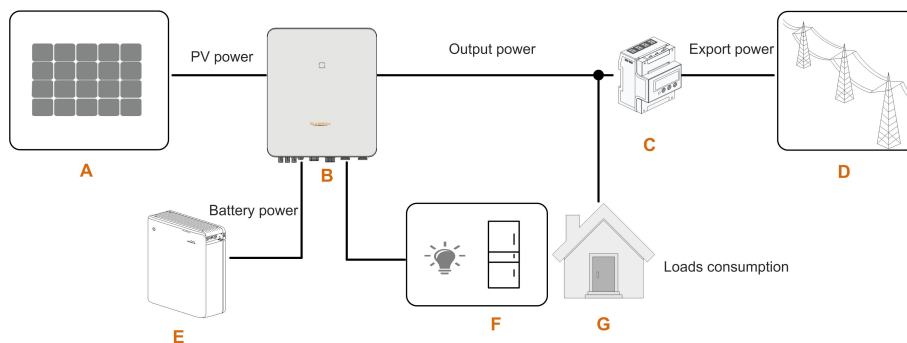 PV power
Output power
Export power
A
B
C
D
Battery power
Loads consumption
E
F
G